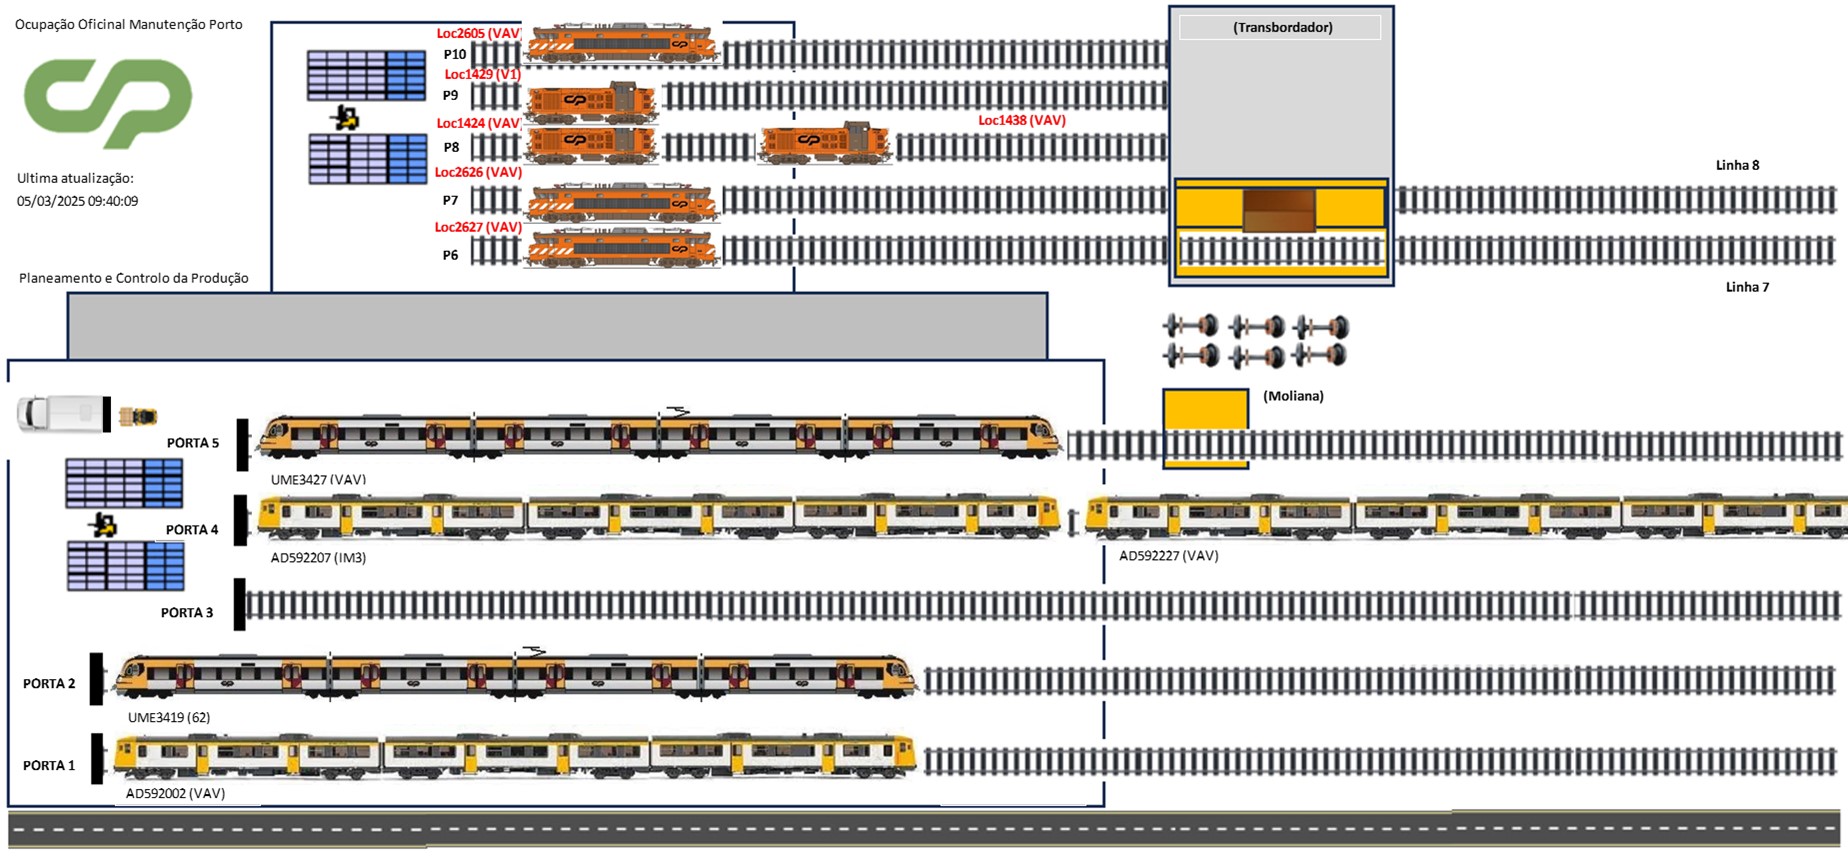 Ocupação Oficinal Manutenção Porto
(Transbordador)
Loc2605 (VAV)
P10
Loc1429 (V1)
P9
Loc1424 (VAV)
Loc1438 (VAV)
P8
Loc2626 (VAV)
Linha 8
Ultima atualização:
05/03/2025 09:40:09
P7
Loc2627 (VAV)
P6
Planeamento e Controlo da Produção
Linha 7
(Moliana)
PORTA 5
UME3427 (VAV)
PORTA 4
AD592207 (IM3)
AD592227 (VAV)
PORTA 3
PORTA 2
UME3419 (62)
PORTA 1
AD592002 (VAV)